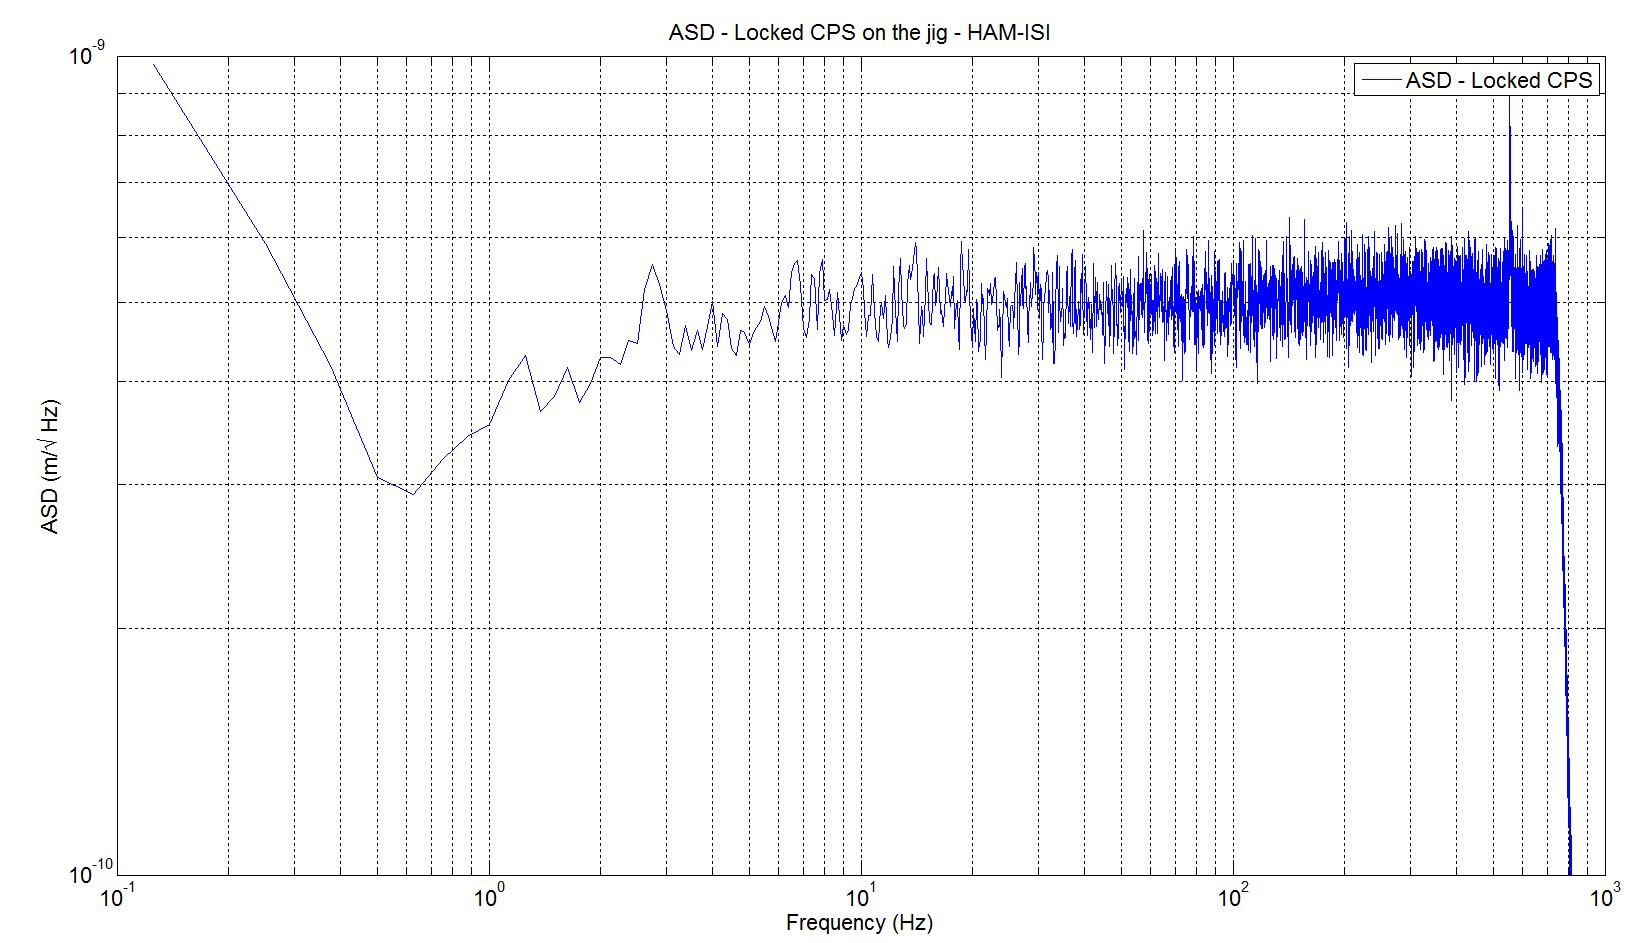 ASD - Locked CPS on the jig - HAM-ISI
10^-9
ASD - Locked CPS
ASD (m/√ Hz)
10^-10
10^-1 10^0 10^1 10^2 10^3
Frequency (Hz)